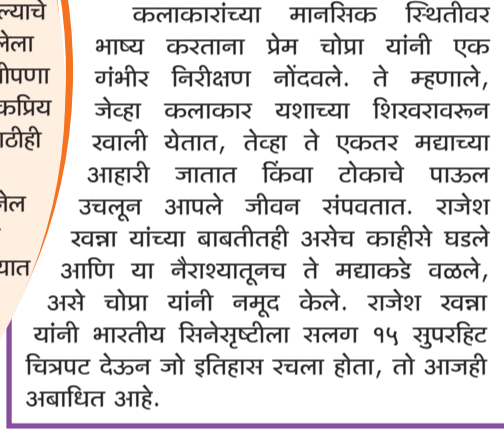 ल्याचे
लेला
ीपणा
कप्रिय
ाठीही
लेल
यात
कलाकारांच्या मानसिक स्थितीवर
भाष्य करताना प्रेम चोप्रा यांनी एक
गंभीर निरीक्षण नोंदवले. ते म्हणाले,
जेव्हा कलाकार यशाच्या शिखरावरून
खाली येतात, तेव्हा ते एकतर मद्याच्या
आहारी जातात किंवा टोकाचे पाऊल
उचलून आपले जीवन संपवतात. राजेश
खन्ना यांच्या बाबतीतही असेच काहीसे घडले
आणि या नैराश्यातूनच ते मद्याकडे वळले,
असे चोप्रा यांनी नमूद केले. राजेश खन्ना
यांनी भारतीय सिनेसृष्टीला सलग १५ सुपरहिट
चित्रपट देऊन जो इतिहास रचला होता, तो आजही
अबाधित आहे.